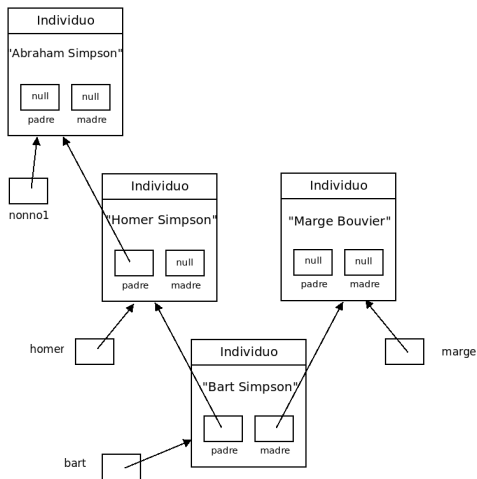 Individuo
"Abraham Simpson"
null null
padre madre
nonno1
Individuo
"Homer Simpson"
null
padre madre
Individuo
"Marge Bouvier"
null null
padre madre
homer
marge
Individuo
"Bart Simpson"
padre madre
bart